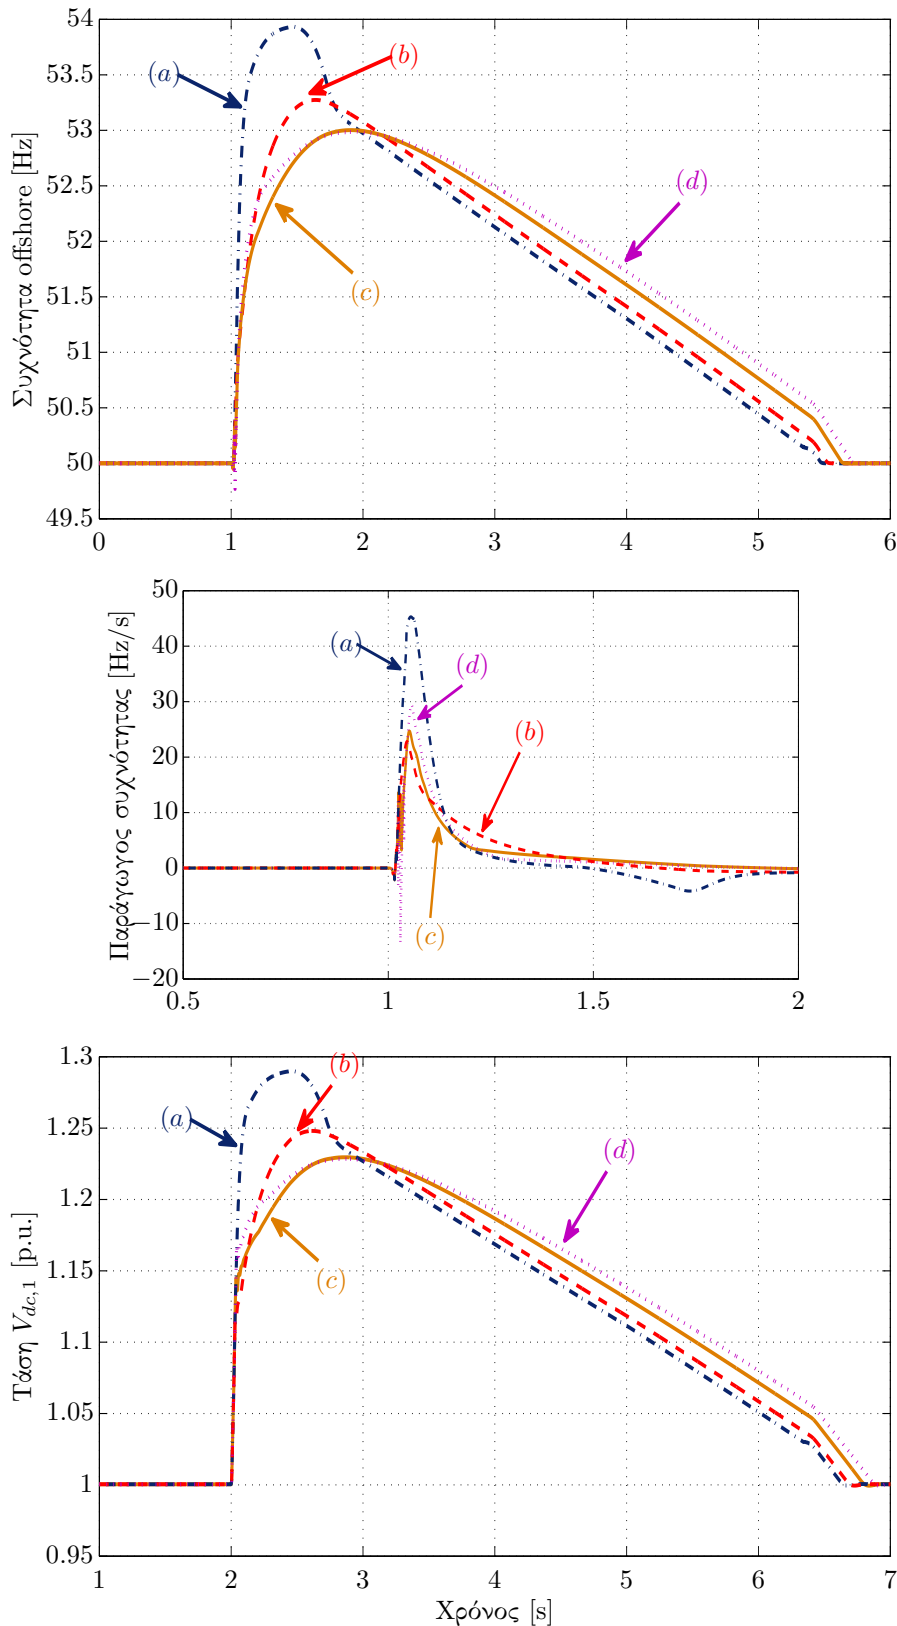 Συχνότητα offshore [Hz]
54
53.5
53
52.5
52
51.5
51
50.5
50
49.5
0 1 2 3 4 5 6
(a)
(b)
(c)
(d)
Παράγωγος συχνότητας [Hz/s]
50
40
30
20
10
0
−10
−20
0.5 1 1.5 2
(a)
(d)
(b)
(c)
Τάση V_{dc,1} [p.u.]
1.3
1.25
1.2
1.15
1.1
1.05
1
0.95
1 2 3 4 5 6 7
(a)
(b)
(c)
(d)
Χρόνος [s]